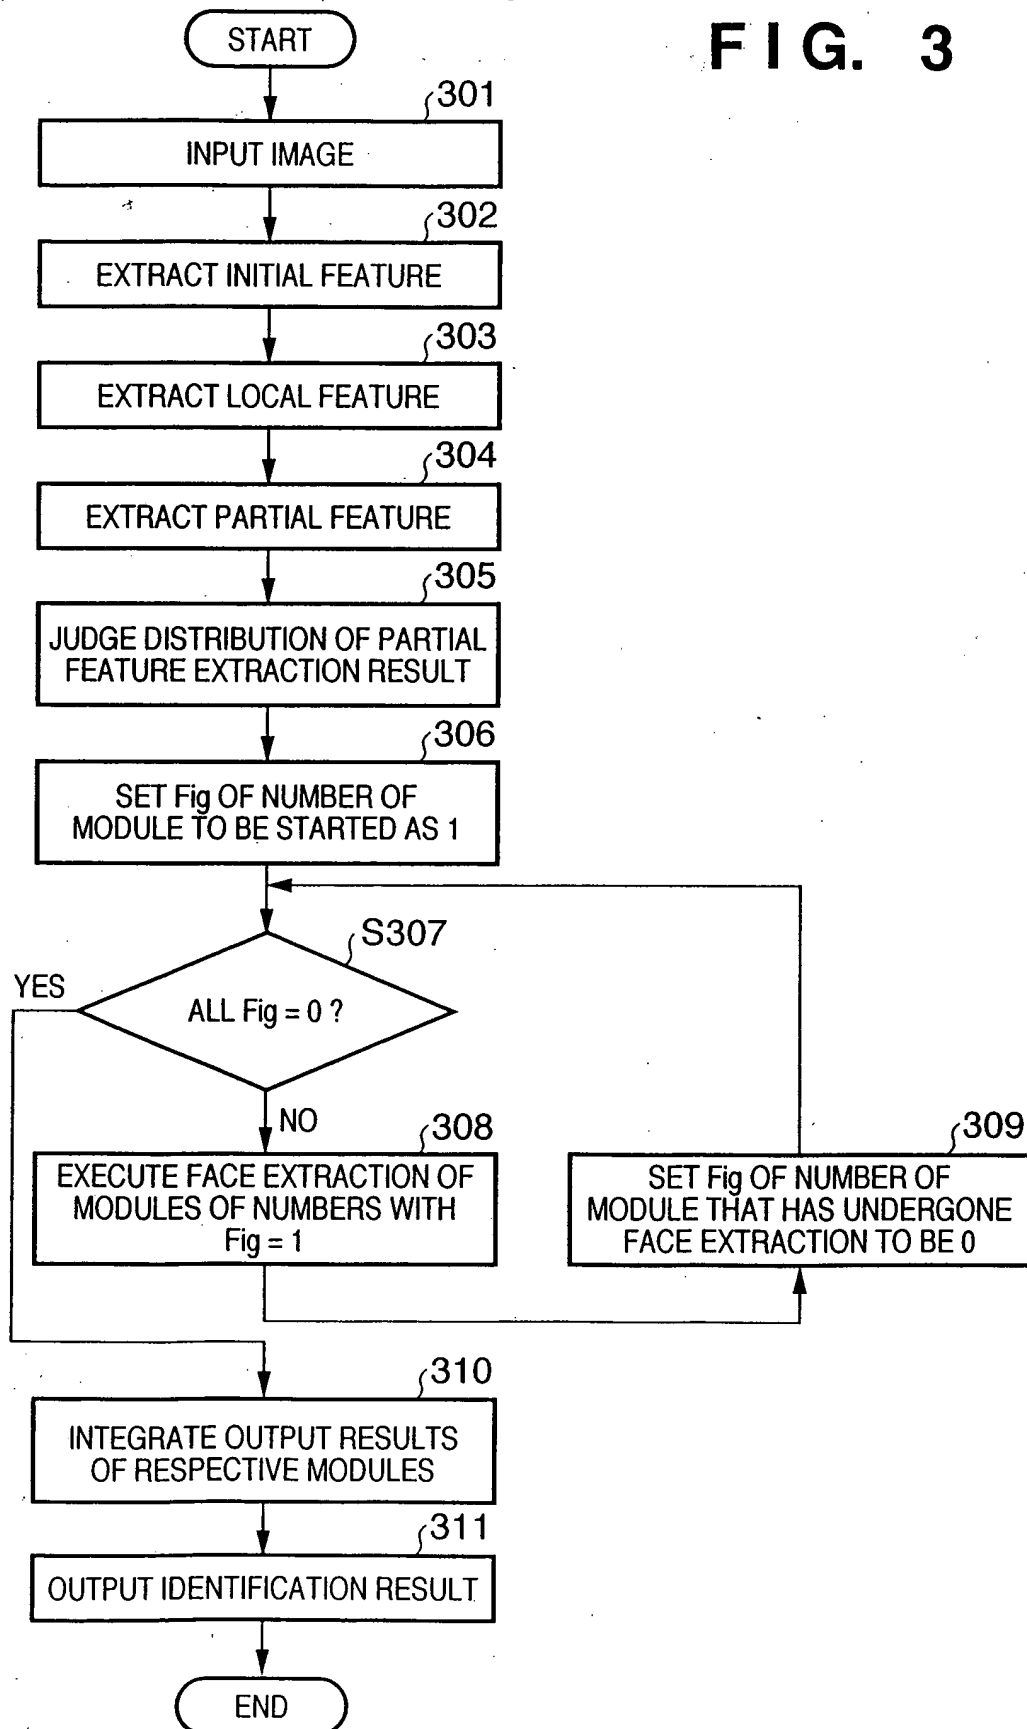 FIG. 3
START
301
INPUT IMAGE
302
EXTRACT INITIAL FEATURE
303
EXTRACT LOCAL FEATURE
304
EXTRACT PARTIAL FEATURE
305
JUDGE DISTRIBUTION OF PARTIAL
FEATURE EXTRACTION RESULT
306
SET Fig OF NUMBER OF
MODULE TO BE STARTED AS 1
S307
YES
ALL Fig = 0 ?
NO
308
EXECUTE FACE EXTRACTION OF
MODULES OF NUMBERS WITH
Fig = 1
309
SET Fig OF NUMBER OF
MODULE THAT HAS UNDERGONE
FACE EXTRACTION TO BE 0
310
INTEGRATE OUTPUT RESULTS
OF RESPECTIVE MODULES
311
OUTPUT IDENTIFICATION RESULT
END